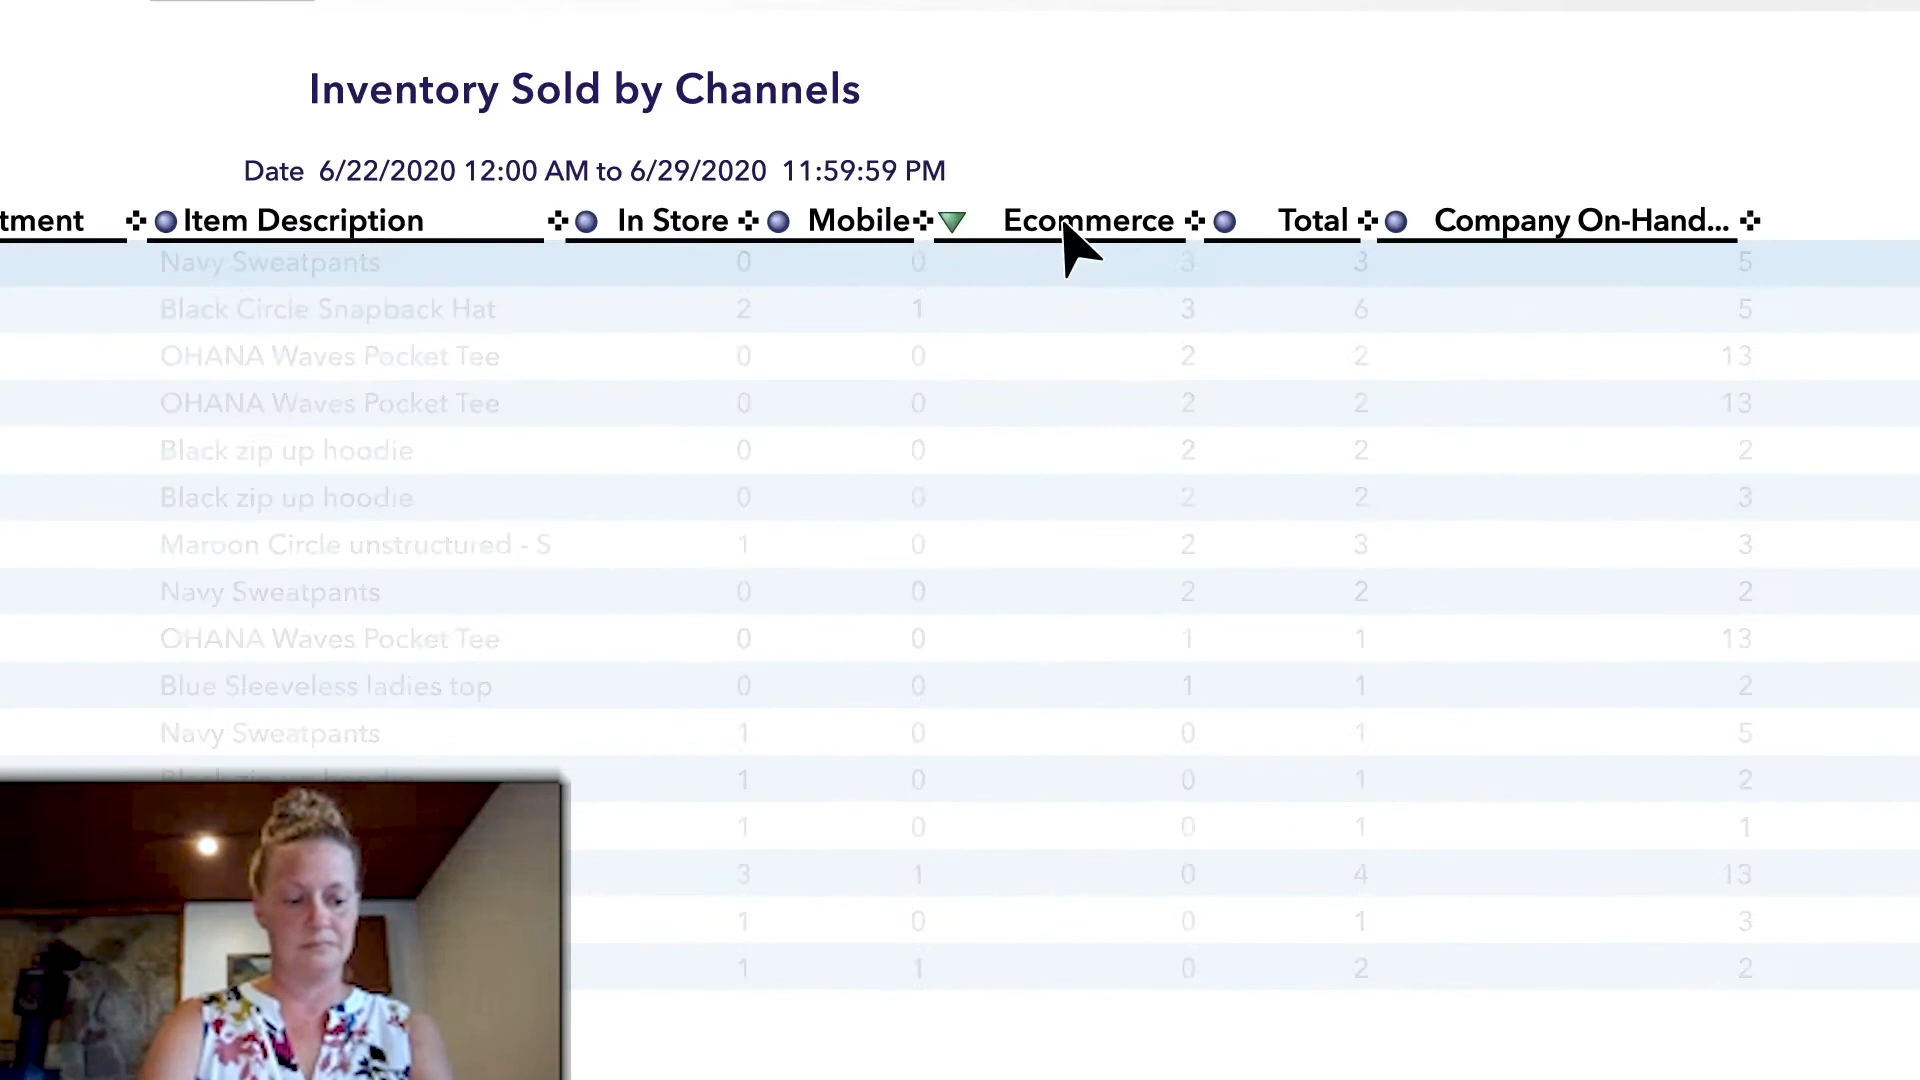 Inventory Sold by Channels
Date 6/22/2020 12:00 AM to 6/29/2020 11:59:59 PM
tment Item Description In Store Mobile Ecommerce Total Company On-Hand...
Navy Sweatpants 0 0 3 3 5
Black Circle Snapback Hat 2 1 3 6 5
OHANA Waves Pocket Tee 0 0 2 2 13
OHANA Waves Pocket Tee 0 0 2 2 13
Black zip up hoodie 0 0 2 2 2
Black zip up hoodie 0 0 2 2 3
Maroon Circle unstructured - S 1 0 2 3 3
Navy Sweatpants 0 0 2 2 2
OHANA Waves Pocket Tee 0 0 1 1 13
Blue Sleeveless ladies top 0 0 1 1 2
Navy Sweatpants 1 0 0 1 5
Black zip up hoodie 1 0 0 1 2
1 0 0 1 1
3 1 0 4 13
1 0 0 1 3
1 1 0 2 2